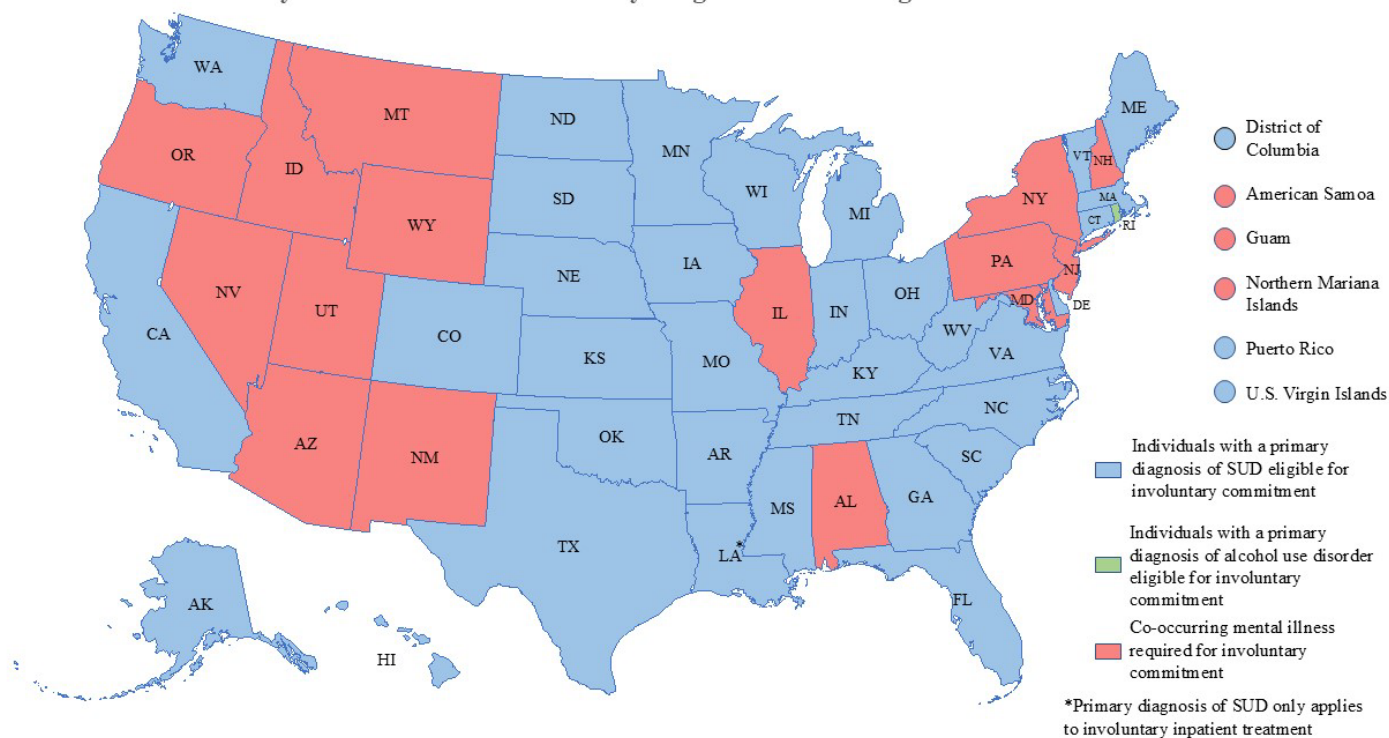 WA
MT
ND
MN
ME
OR
ID
WY
SD
WI
MI
VT
NH
NY
MA
CT
RI
NV
UT
CO
NE
IA
IL
IN
OH
PA
NJ
MD
DE
CA
KS
MO
KY
WV
VA
AZ
NM
OK
AR
TN
NC
SC
TX
LA*
MS
AL
GA
FL
AK
HI
District of
Columbia
American Samoa
Guam
Northern Mariana
Islands
Puerto Rico
U.S. Virgin Islands
Individuals with a primary
diagnosis of SUD eligible for
involuntary commitment
Individuals with a primary
diagnosis of alcohol use disorder
eligible for involuntary
commitment
Co-occurring mental illness
required for involuntary
commitment
*Primary diagnosis of SUD only applies
to involuntary inpatient treatment